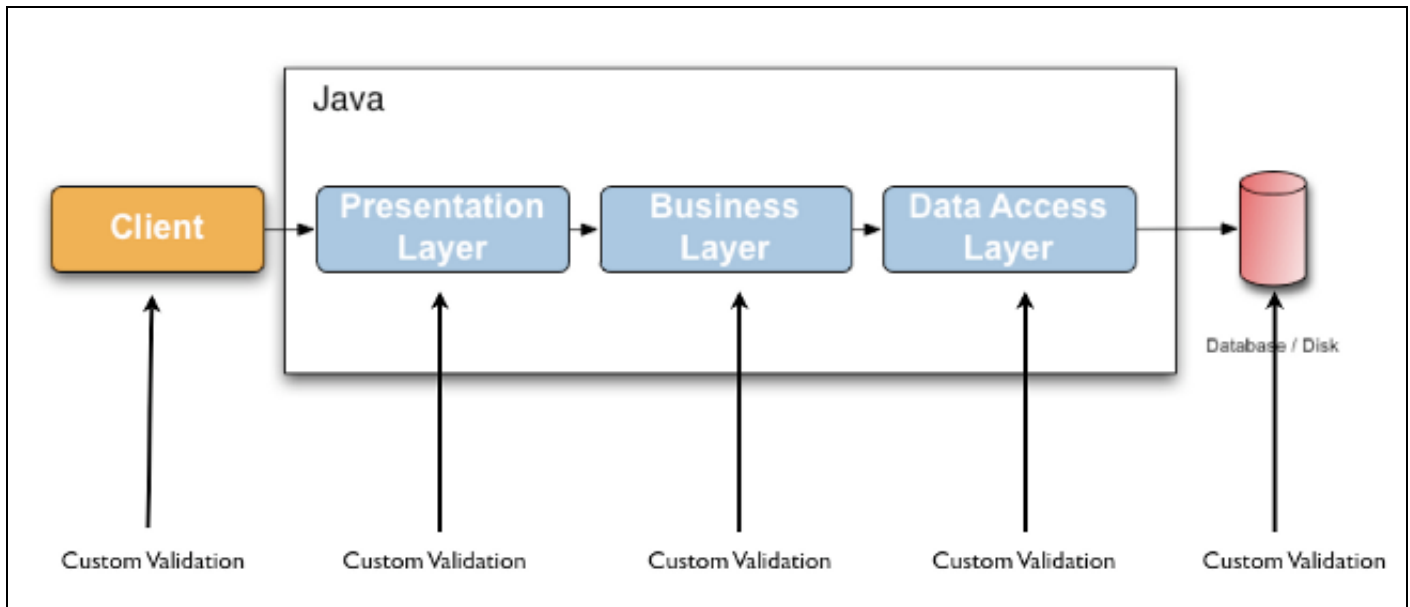 Java
Client
Presentation
Layer
Business
Layer
Data Access
Layer
Database / Disk
Custom Validation
Custom Validation
Custom Validation
Custom Validation
Custom Validation